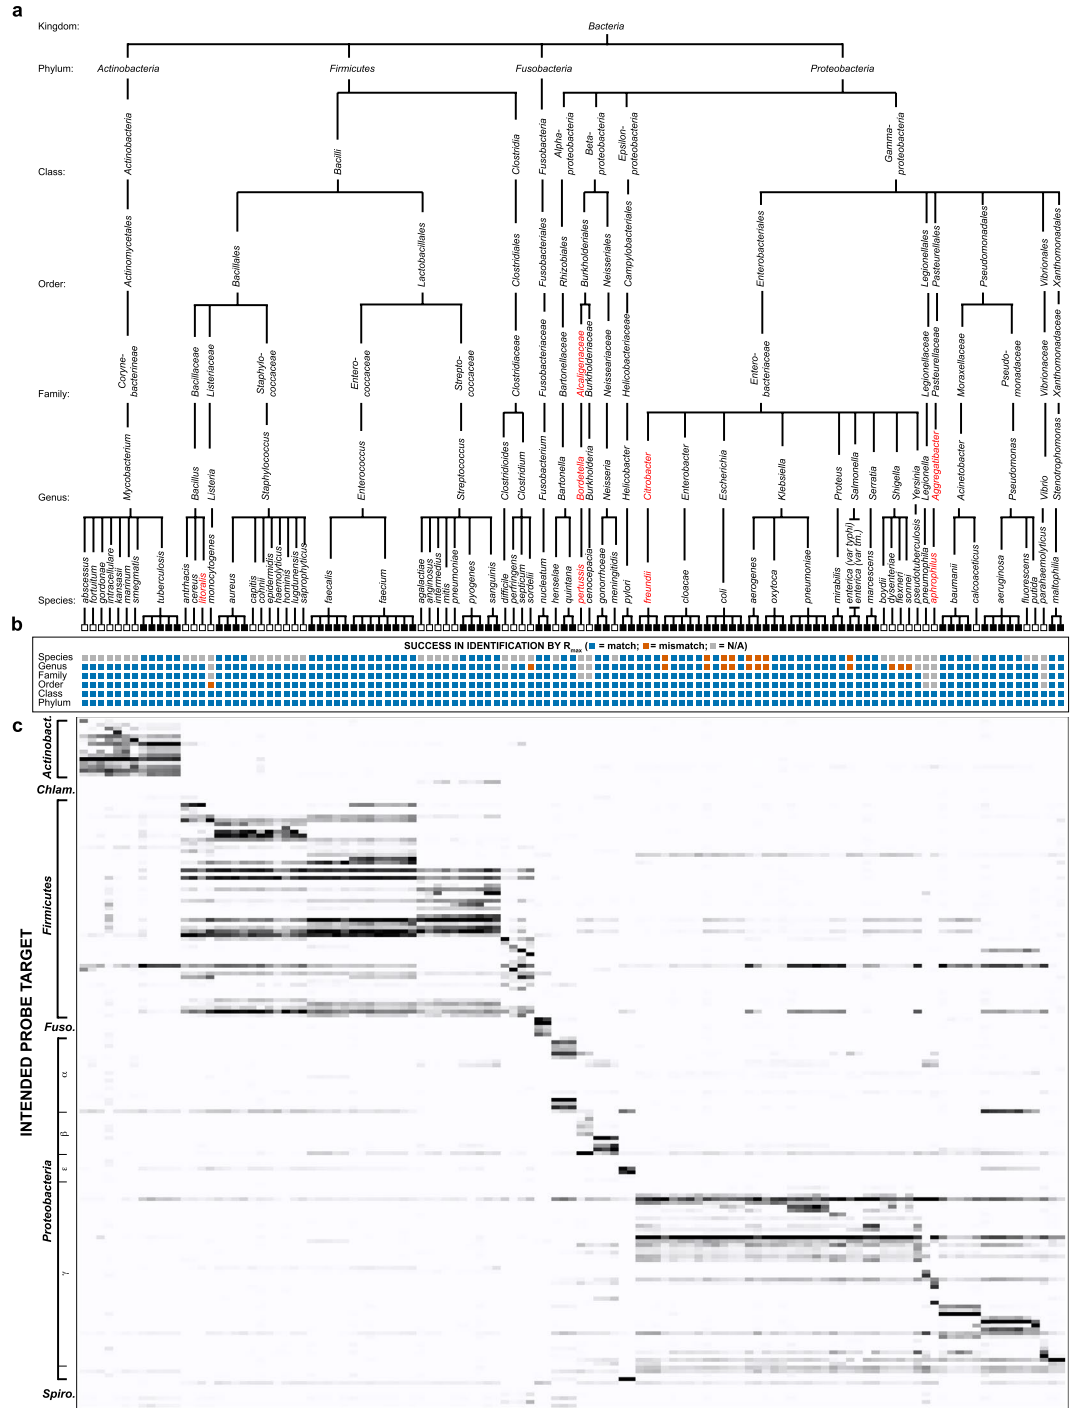 a
Kingdom:
Bacteria
Phylum:
Actinobacteria
Firmicutes
Fusobacteria
Proteobacteria
Class:
Actinobacteria
Bacilli
Clostridia
Fusobacteria
Alpha-
proteobacteria
Beta-
proteobacteria
Epsilon-
proteobacteria
Gamma-
proteobacteria
Order:
Actinomycetales
Bacillales
Lactobacillales
Clostridiales
Fusobacteriales
Rhizobiales
Burkholderiales
Neisseriales
Campylobacteriales
Enterobacteriales
Legionellales
Pasteurellales
Pseudomonadales
Vibrionales
Xanthomonadales
Family:
Coryne-
bacterineae
Bacillaceae
Listeriaceae
Staphylo-
coccaceae
Entero-
coccaceae
Strepto-
coccaceae
Clostridiaceae
Fusobacteriaceae
Bartonellaceae
Alcaligenaceae
Burkholderiaceae
Neisseariaceae
Helicobacteriaceae
Entero-
bacteriaceae
Legionellaceae
Pasteurellaceae
Moraxellaceae
Pseudo-
monadaceae
Vibrionaceae
Xanthomonadaceae
Genus:
Mycobacterium
Bacillus
Listeria
Staphylococcus
Enterococcus
Streptococcus
Clostridioides
Clostridium
Fusobacterium
Bartonella
Bordetella
Burkholderia
Neisseria
Helicobacter
Citrobacter
Enterobacter
Escherichia
Klebsiella
Proteus
Salmonella
Serratia
Shigella
Yersinia
Legionella
Aggregatibacter
Acinetobacter
Pseudomonas
Vibrio
Stenotrophomonas
Species:
abscessus
fortuitum
gordonae
intracellulare
kansasii
marinum
smegmatis
tuberculosis
anthracis
cereus
litoralis
monocytogenes
aureus
capitis
cohnii
epidermidis
haemolyticus
hominis
lugdunensis
saprophyticus
faecalis
faecium
agalactiae
anginosus
intermedius
mitis
pneumoniae
pyogenes
sanguinis
difficile
perfringens
septicum
sordelii
nucleatum
henselae
quintana
pertussis
cenocepacia
gonorrhoeae
meningitidis
pylori
freundii
cloacae
coli
aerogenes
oxytoca
pneumoniae
mirabilis
enterica (var typhi)
enterica (var tm.)
marcescens
boydii
dysenteriae
flexneri
sonnei
pseudotuberculosis
pneumophila
aphrophilus
baumanii
calcoaceticus
aeruginosa
fluorescens
putida
parahaemolyticus
maltophilia
b
SUCCESS IN IDENTIFICATION BY Rmax ( = match; = mismatch; = N/A)
Species
Genus
Family
Order
Class
Phylum
c
INTENDED PROBE TARGET
Actinobact.
Chlam.
Firmicutes
Fuso.
Proteobacteria
α
β
ε
γ
Spiro.